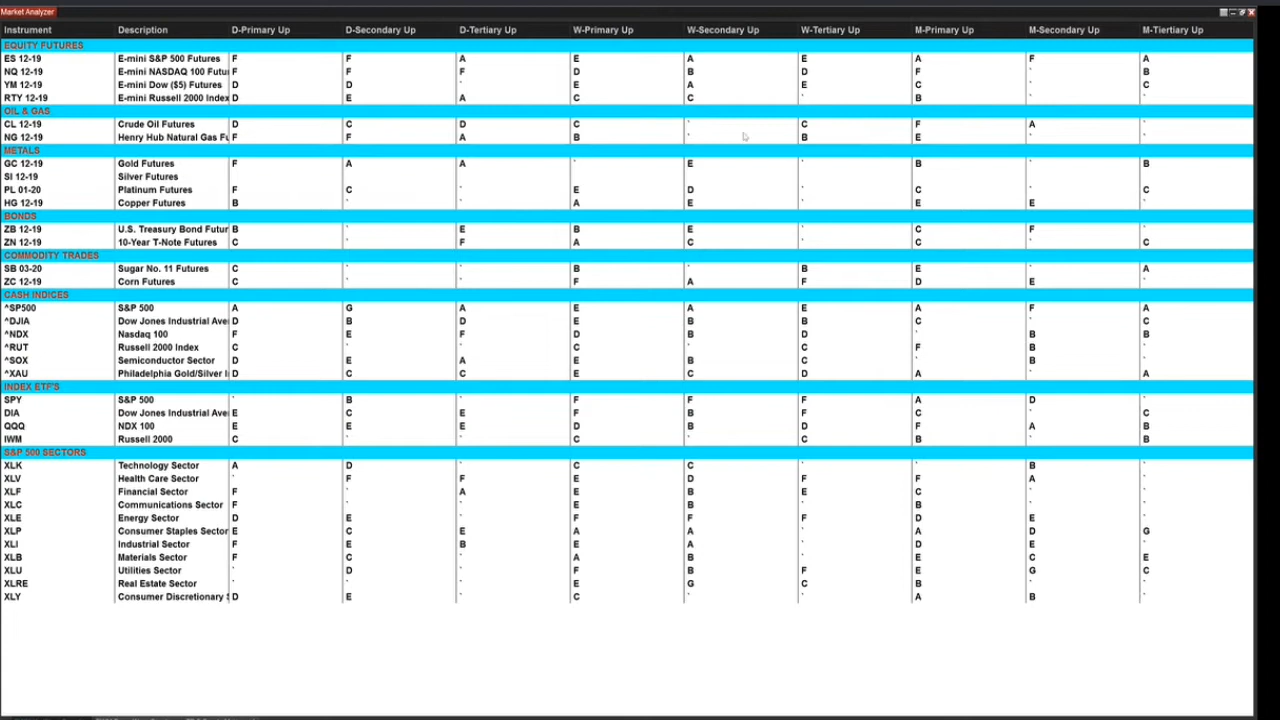 Market Analyzer
Instrument Description D-Primary Up D-Secondary Up D-Tertiary Up W-Primary Up W-Secondary Up W-Tertiary Up M-Primary Up M-Secondary Up M-Tiertiary Up
EQUITY FUTURES
ES 12-19 E-mini S&P 500 Futures F F A E A E A F A
NQ 12-19 E-mini NASDAQ 100 Futu F F F D B D F ` B
YM 12-19 E-mini Dow ($5) Futures D D ` E A E C ` C
RTY 12-19 E-mini Russell 2000 Index D E A C C ` B ` `
OIL & GAS
CL 12-19 Crude Oil Futures D C D C ` C F A `
NG 12-19 Henry Hub Natural Gas Fu F F A B ` B E ` `
METALS
GC 12-19 Gold Futures F A A ` E ` B ` B
SI 12-19 Silver Futures
PL 01-20 Platinum Futures F C ` E D ` C ` C
HG 12-19 Copper Futures B ` ` A E ` E E `
BONDS
ZB 12-19 U.S. Treasury Bond Futur B ` E B E ` C F `
ZN 12-19 10-Year T-Note Futures C ` F A C ` C ` C
COMMODITY TRADES
SB 03-20 Sugar No. 11 Futures C ` ` B ` B E ` A
ZC 12-19 Corn Futures C ` ` F A F D E `
CASH INDICES
^SP500 S&P 500 A G A E A E A F A
^DJIA Dow Jones Industrial Ave D B D E B B C ` C
^NDX Nasdaq 100 F E F D B D ` B B
^RUT Russell 2000 Index C ` ` C ` C F B `
^SOX Semiconductor Sector D E A E B C ` B `
^XAU Philadelphia Gold/Silver I D C C E C D A ` A
INDEX ETF'S
SPY S&P 500 ` B ` F F F A D `
DIA Dow Jones Industrial Ave E C E F B F C ` C
QQQ NDX 100 E E E D B D F A B
IWM Russell 2000 C ` ` C ` C B ` B
S&P 500 SECTORS
XLK Technology Sector A D ` C C ` ` B `
XLV Health Care Sector ` F F E D F F A `
XLF Financial Sector F ` A E B E C ` `
XLC Communications Sector F ` ` E B ` B ` `
XLE Energy Sector D E ` F F F D E `
XLP Consumer Staples Sector E C E A A ` A D G
XLI Industrial Sector F E B E A ` D E `
XLB Materials Sector F C ` A B ` E C E
XLU Utilities Sector ` D ` F B F E G C
XLRE Real Estate Sector ` ` ` E G C B ` `
XLY Consumer Discretionary S D E ` C ` ` A B `